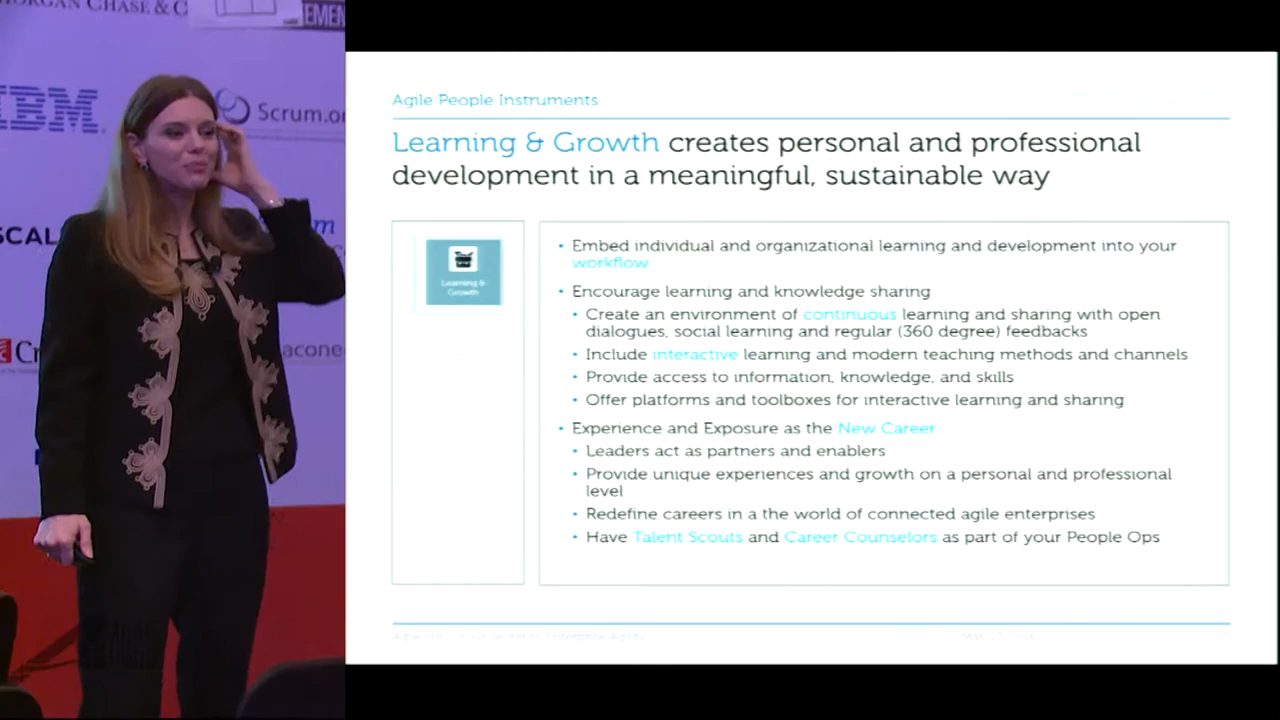 MORGAN CHASE & C
EMEN
IBM
Scrum.or
SCAL
Agile People Instruments
Learning & Growth creates personal and professional
development in a meaningful, sustainable way
Learning &
Growth
• Embed individual and organizational learning and development into your
workflow
• Encourage learning and knowledge sharing
• Create an environment of continuous learning and sharing with open
dialogues, social learning and regular (360 degree) feedbacks
• Include interactive learning and modern teaching methods and channels
• Provide access to information, knowledge, and skills
• Offer platforms and toolboxes for interactive learning and sharing
• Experience and Exposure as the New Career
• Leaders act as partners and enablers
• Provide unique experiences and growth on a personal and professional
level
• Redefine careers in a the world of connected agile enterprises
• Have Talent Scouts and Career Counselors as part of your People Ops